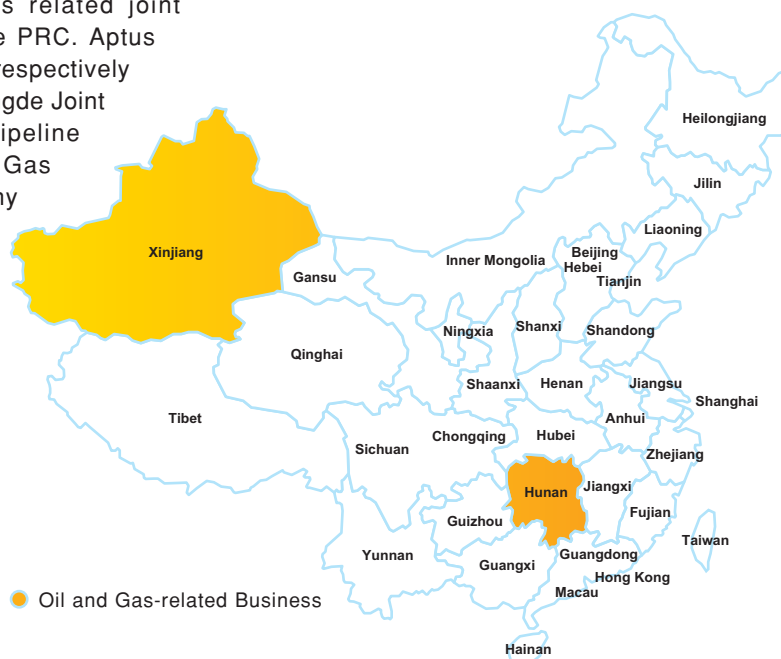 s related joint
e PRC. Aptus
respectively
gde Joint
ipeline
Gas
ny
Heilongjiang
Jilin
Liaoning
Xinjiang
Inner Mongolia
Beijing
Hebei
Gansu
Tianjin
Ningxia
Shanxi
Shandong
Qinghai
Shaanxi
Henan
Jiangsu
Shanghai
Tibet
Anhui
Chongqing
Hubei
Sichuan
Zhejiang
Hunan
Jiangxi
Guizhou
Fujian
Taiwan
Yunnan
Guangdong
Guangxi
Hong Kong
Macau
Oil and Gas-related Business
Hainan